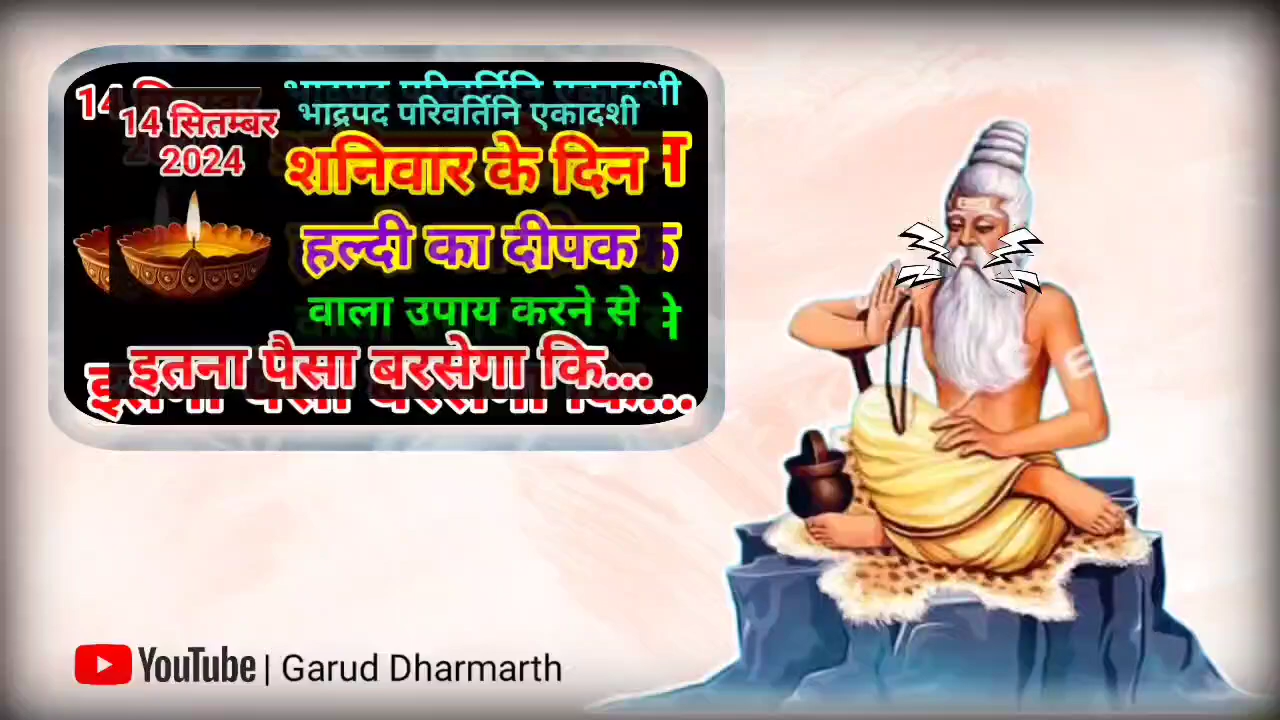 14 सितम्बर
2024
भाद्रपद परिवर्तिनि एकादशी
शनिवार के दिन
हल्दी का दीपक
वाला उपाय करने से
इतना पैसा बरसेगा कि...
YouTube | Garud Dharmarth